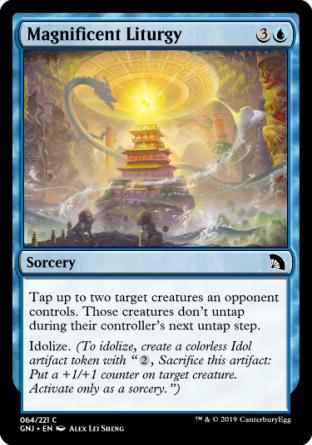 Magnificent Liturgy 3
Sorcery
Tap up to two target creatures an opponent
controls. Those creatures don't untap
during their controller's next untap step.
Idolize. (To idolize, create a colorless Idol
artifact token with "2, Sacrifice this artifact:
Put a +1/+1 counter on target creature.
Activate only as a sorcery.")
064/221 C
GNJ • EN Alex Lei Sheng
™ & © 2019 CanterburyEgg